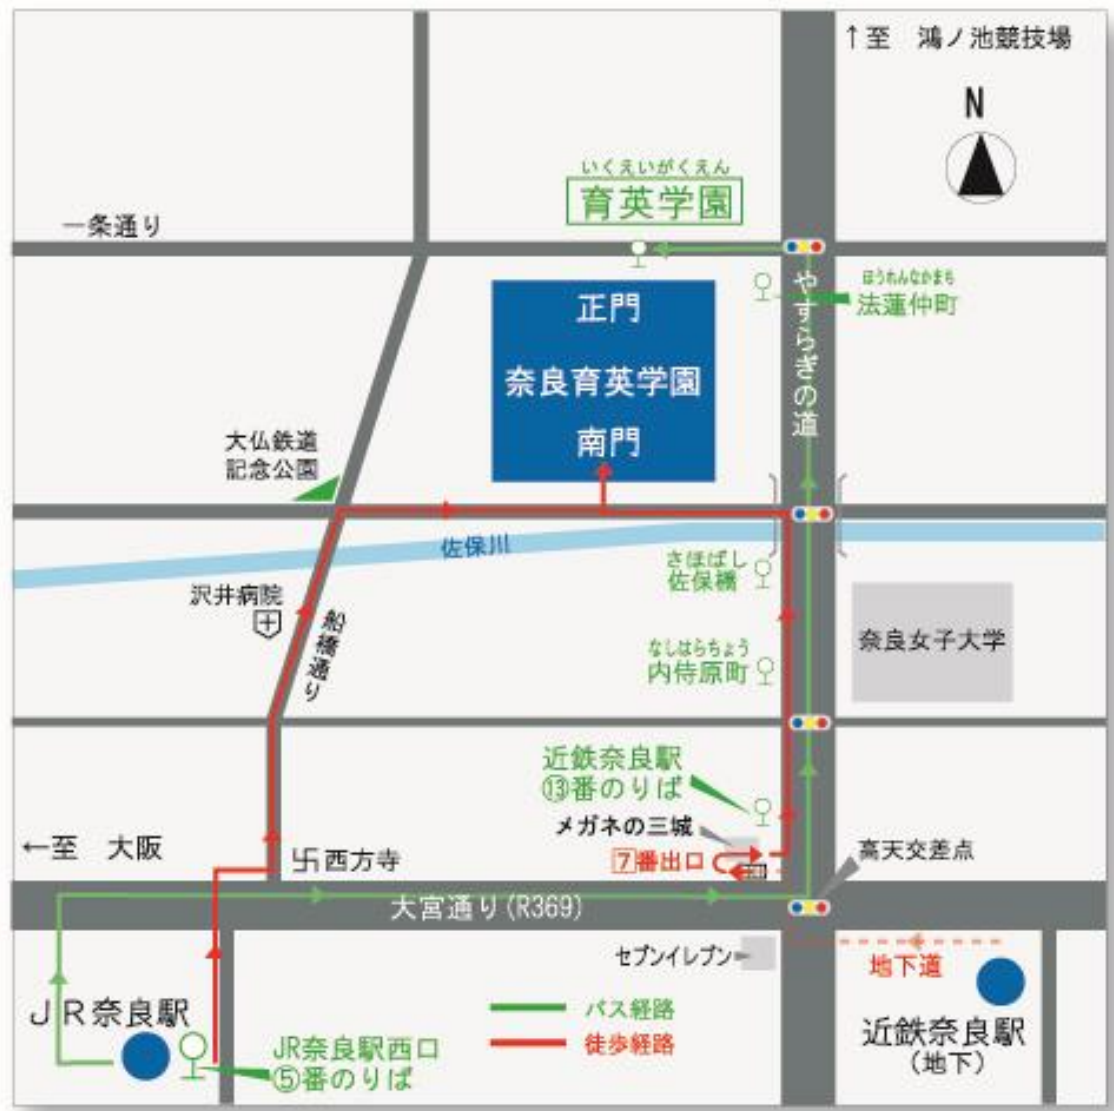 ↑至 鴻ノ池競技場
N
いくえいがくえん
育英学園
一条通り
ほうれんなかまち
法蓮仲町
やすらぎの道
正門
奈良育英学園
南門
大仏鉄道
記念公園
佐保川
さほばし
佐保橋
沢井病院
船橋通り
なしはらちょう
内侍原町
奈良女子大学
近鉄奈良駅
⑬番のりば
メガネの三城
7番出口
高天交差点
←至 大阪
卍西方寺
大宮通り(R369)
セブンイレブン
地下道
JR奈良駅
バス経路
徒歩経路
JR奈良駅西口
⑤番のりば
近鉄奈良駅
(地下)